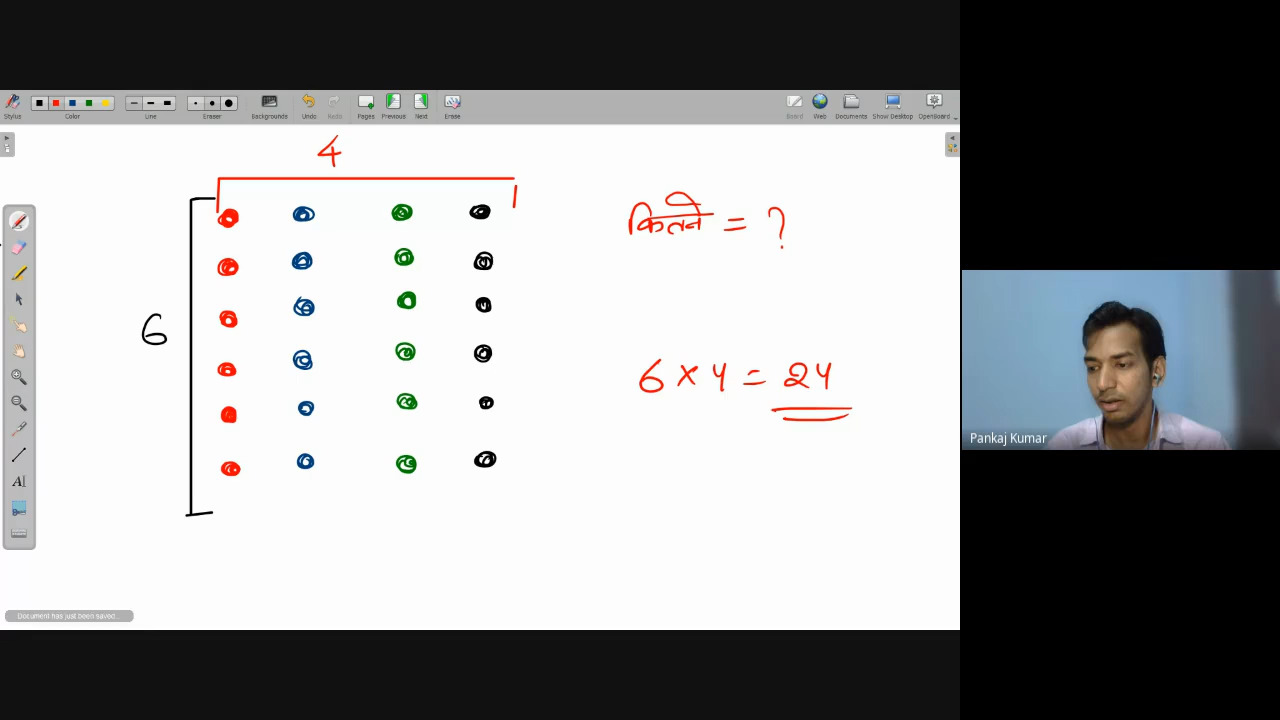 Stylus Color Line Eraser Backgrounds Undo Redo Pages Previous Next Erase Board Web Documents Show Desktop OpenBoard
4
कितने = ?
6
6 × 4 = 24
Pankaj Kumar
Document has just been saved...